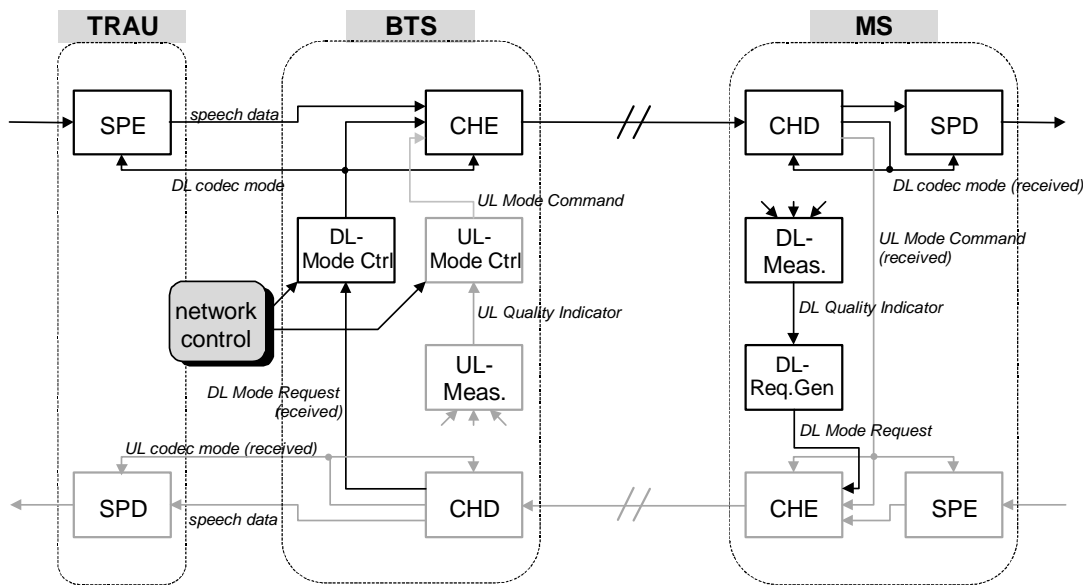 TRAU
BTS
MS
SPE
speech data
CHE
CHD
SPD
DL codec mode
DL codec mode (received)
UL Mode Command
DL-
Mode Ctrl
UL-
Mode Ctrl
DL-
Meas.
UL Mode Command
(received)
network
control
UL Quality Indicator
DL Quality Indicator
UL-
Meas.
DL-
Req.Gen
DL Mode Request
(received)
DL Mode Request
UL codec mode (received)
SPD
speech data
CHD
CHE
SPE